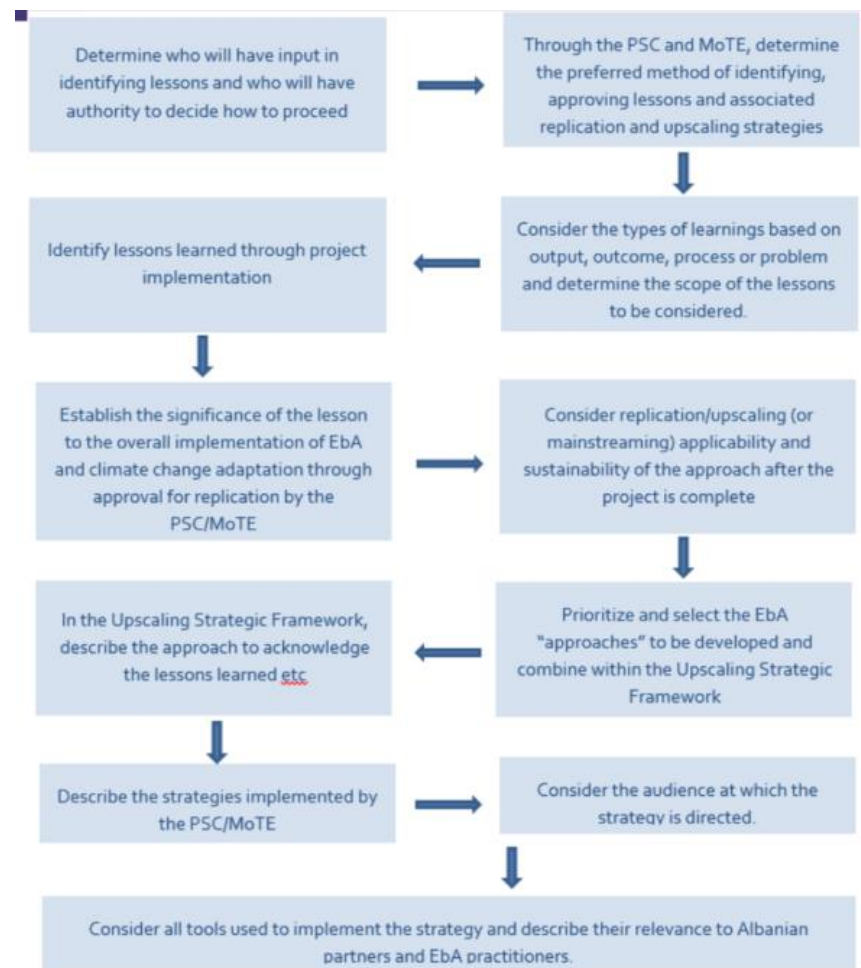 Determine who will have input in
identifying lessons and who will have
authority to decide how to proceed
Through the PSC and MoTE, determine
the preferred method of identifying,
approving lessons and associated
replication and upscaling strategies
Consider the types of learnings based on
output, outcome, process or problem
and determine the scope of the lessons
to be considered.
Identify lessons learned through project
implementation
Establish the significance of the lesson
to the overall implementation of EbA
and climate change adaptation through
approval for replication by the
PSC/MoTE
Consider replication/upscaling (or
mainstreaming) applicability and
sustainability of the approach after the
project is complete
Prioritize and select the EbA
“approaches” to be developed and
combine within the Upscaling Strategic
Framework
In the Upscaling Strategic Framework,
describe the approach to acknowledge
the lessons learned etc
Describe the strategies implemented by
the PSC/MoTE
Consider the audience at which the
strategy is directed.
Consider all tools used to implement the strategy and describe their relevance to Albanian
partners and EbA practitioners.